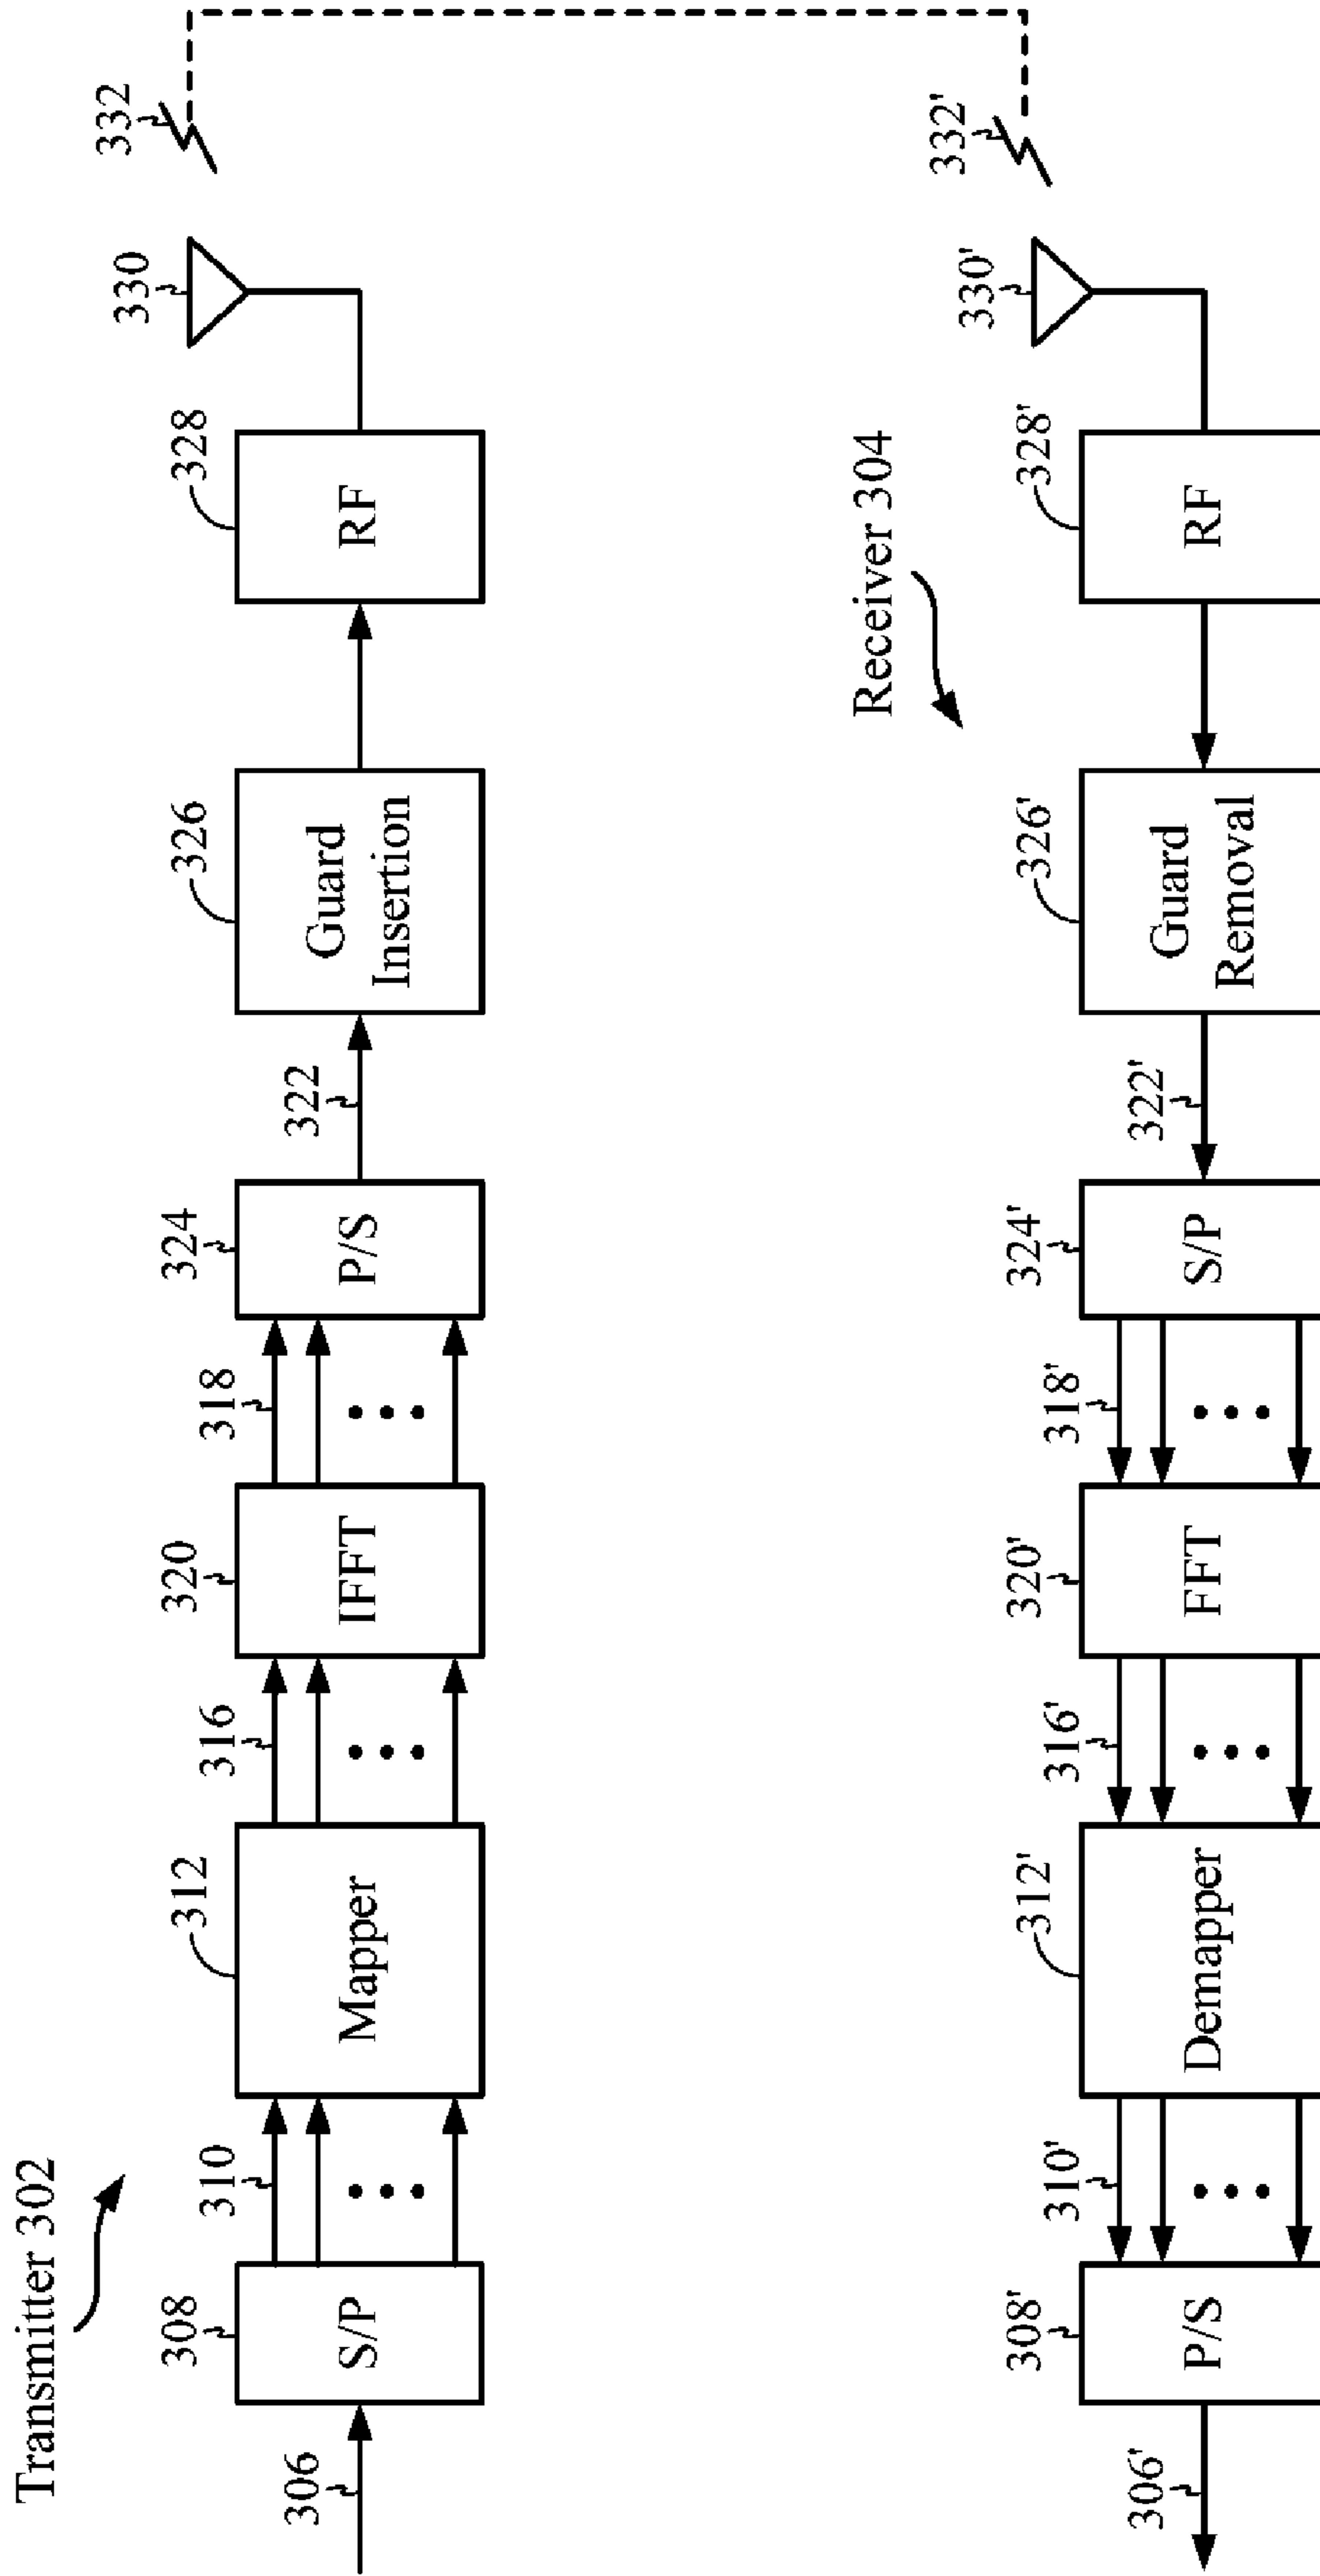 Transmitter 302
306
308
S/P
310
312
Mapper
316
320
IFFT
318
324
P/S
322
326
Guard
Insertion
328
RF
330
332
Receiver 304
306'
308'
P/S
310'
312'
Demapper
316'
320'
FFT
318'
324'
S/P
322'
326'
Guard
Removal
328'
RF
330'
332'